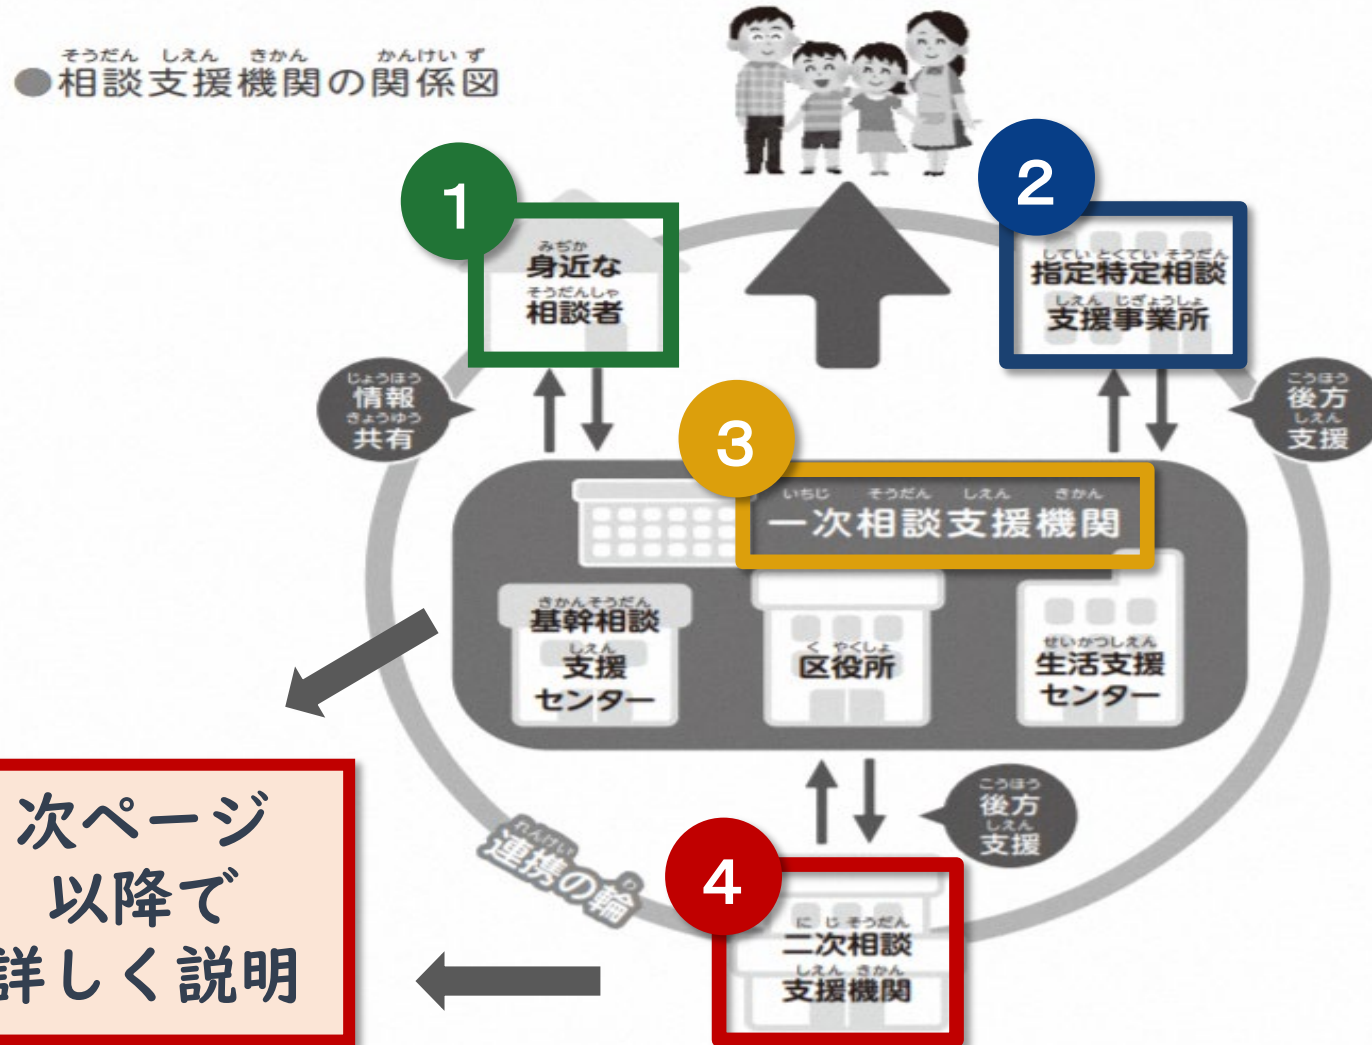 そうだん しえん きかん かんけい ず
●相談支援機関の関係図
1
みぢか
身近な
そうだんしゃ
相談者
2
してい とくてい そうだん
指定特定相談
しえん じぎょうしょ
支援事業所
じょうほう
情報
きょうゆう
共有
こうほう
後方
しえん
支援
3
いちじ そうだん しえん きかん
一次相談支援機関
きかんそうだん
基幹相談
しえん
支援
センター
く やくしょ
区役所
せいかつしえん
生活支援
センター
こうほう
後方
しえん
支援
れんけい わ
連携の輪
4
に じ そうだん
二次相談
しえん きかん
支援機関
次ページ
以降で
詳しく説明